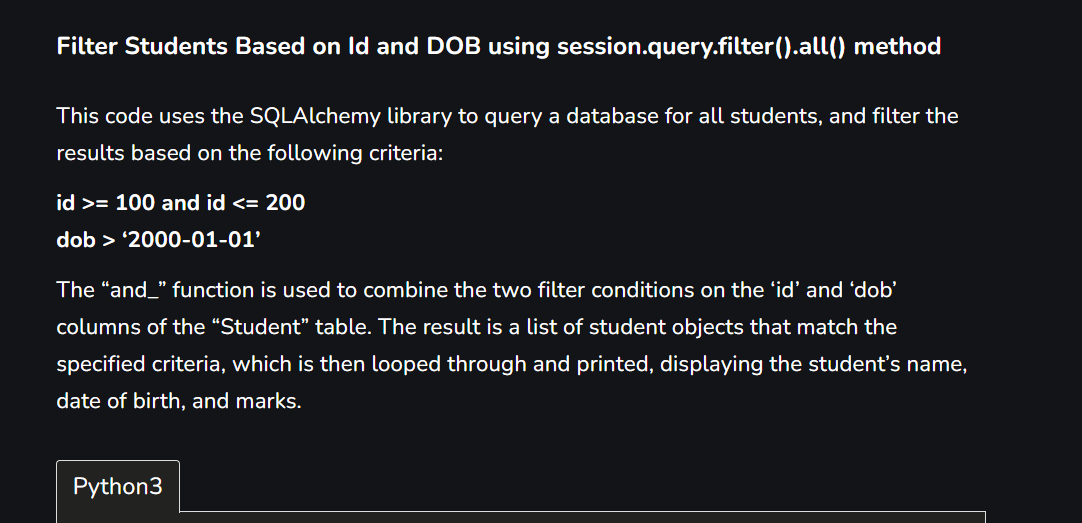 Filter Students Based on Id and DOB using session.query.filter().all() method
This code uses the SQLAlchemy library to query a database for all students, and filter the
results based on the following criteria:
id >= 100 and id <= 200
dob > ‘2000-01-01’
The “and_” function is used to combine the two filter conditions on the ‘id’ and ‘dob’
columns of the “Student” table. The result is a list of student objects that match the
specified criteria, which is then looped through and printed, displaying the student’s name,
date of birth, and marks.
Python3